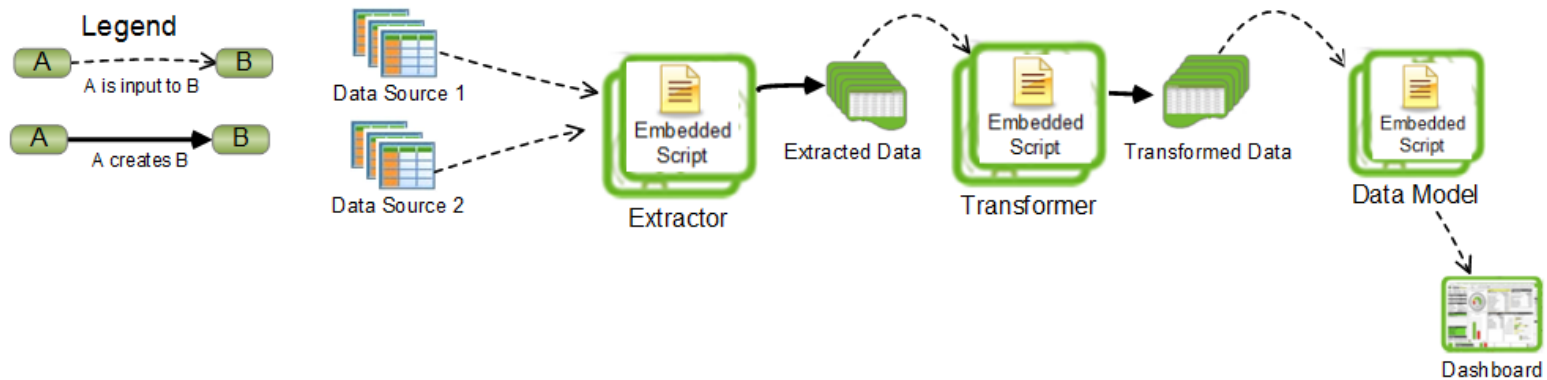 Legend
A
B
A is input to B
A
B
A creates B
Data Source 1
Data Source 2
Embedded
Script
Extractor
Extracted Data
Embedded
Script
Transformer
Transformed Data
Embedded
Script
Data Model
Dashboard